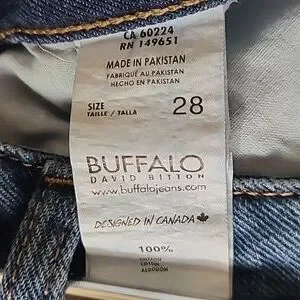 CA 60224
RN 149651
MADE IN PAKISTAN
FABRIQUÉ AU PAKISTAN
HECHO EN PAKISTAN
SIZE
TAILLE / TALLA
28
BUFFALO
DAVID BITTON
www.buffalojeans.com
DESIGNED IN CANADA
100%
COTTON
COTON
ALGODÓN